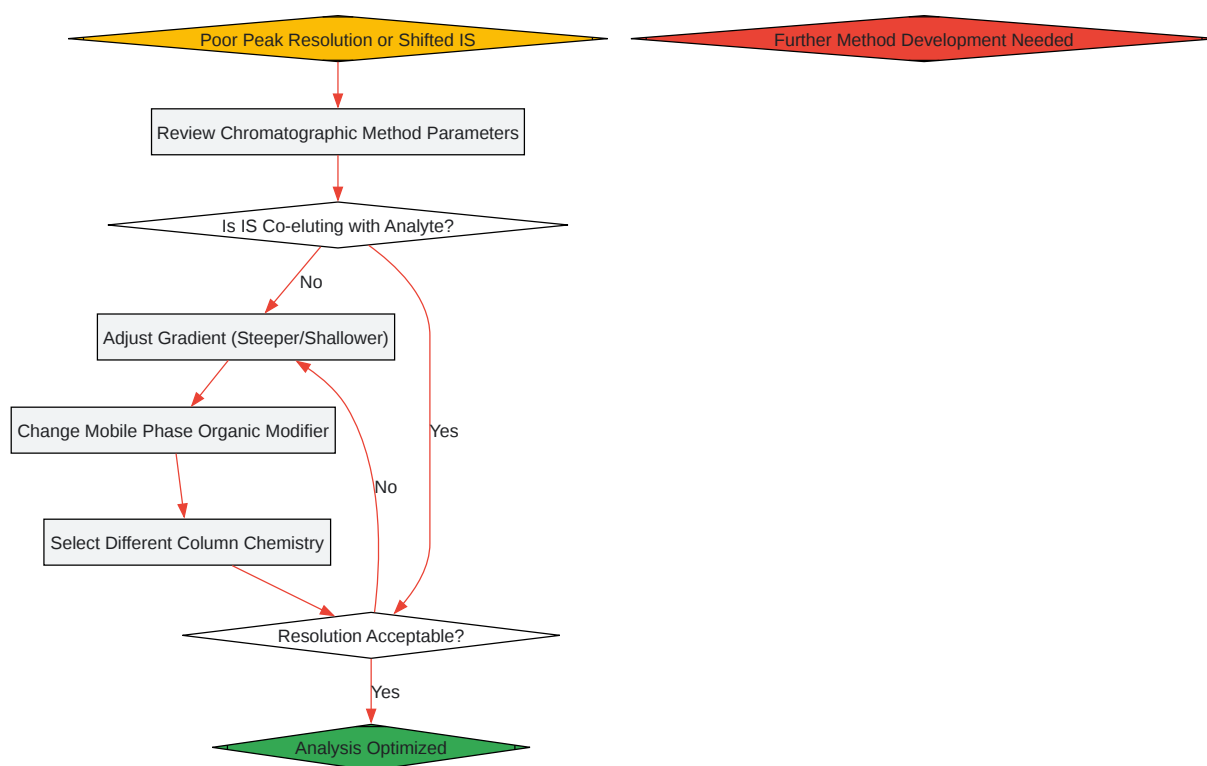 Poor Peak Resolution or Shifted IS
Further Method Development Needed
Review Chromatographic Method Parameters
Is IS Co-eluting with Analyte?
No
Adjust Gradient (Steeper/Shallower)
Change Mobile Phase Organic Modifier
Yes
No
Select Different Column Chemistry
Resolution Acceptable?
Yes
Analysis Optimized